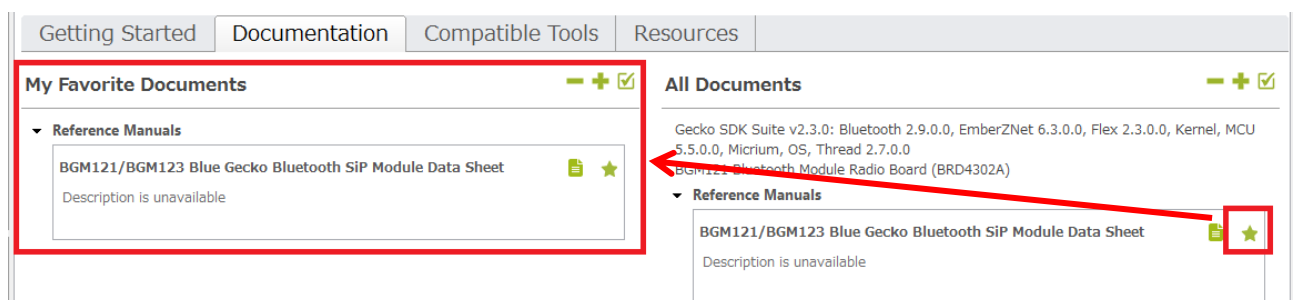 Getting Started Documentation Compatible Tools Resources
My Favorite Documents
Reference Manuals
BGM121/BGM123 Blue Gecko Bluetooth SiP Module Data Sheet
Description is unavailable
All Documents
Gecko SDK Suite v2.3.0: Bluetooth 2.9.0.0, EmberZNet 6.3.0.0, Flex 2.3.0.0, Kernel, MCU
5.5.0.0, Micrium, OS, Thread 2.7.0.0
BGM121 Bluetooth Module Radio Board (BRD4302A)
Reference Manuals
BGM121/BGM123 Blue Gecko Bluetooth SiP Module Data Sheet
Description is unavailable